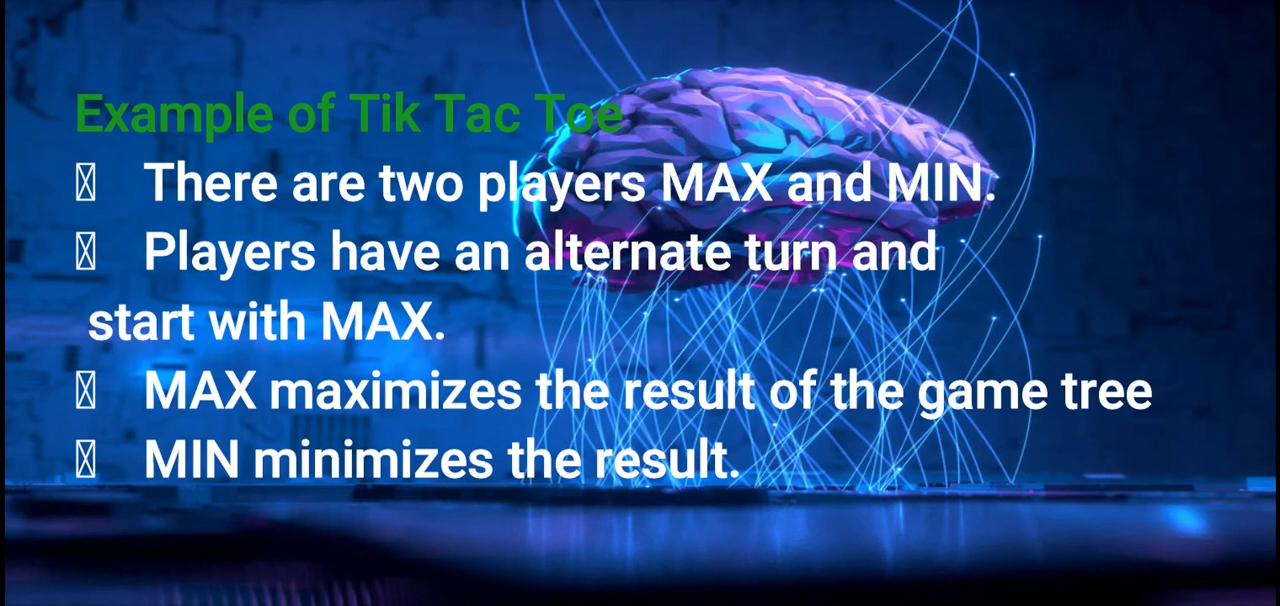 Example of Tik Tac Toe
There are two players MAX and MIN.
Players have an alternate turn and
start with MAX.
MAX maximizes the result of the game tree
MIN minimizes the result.